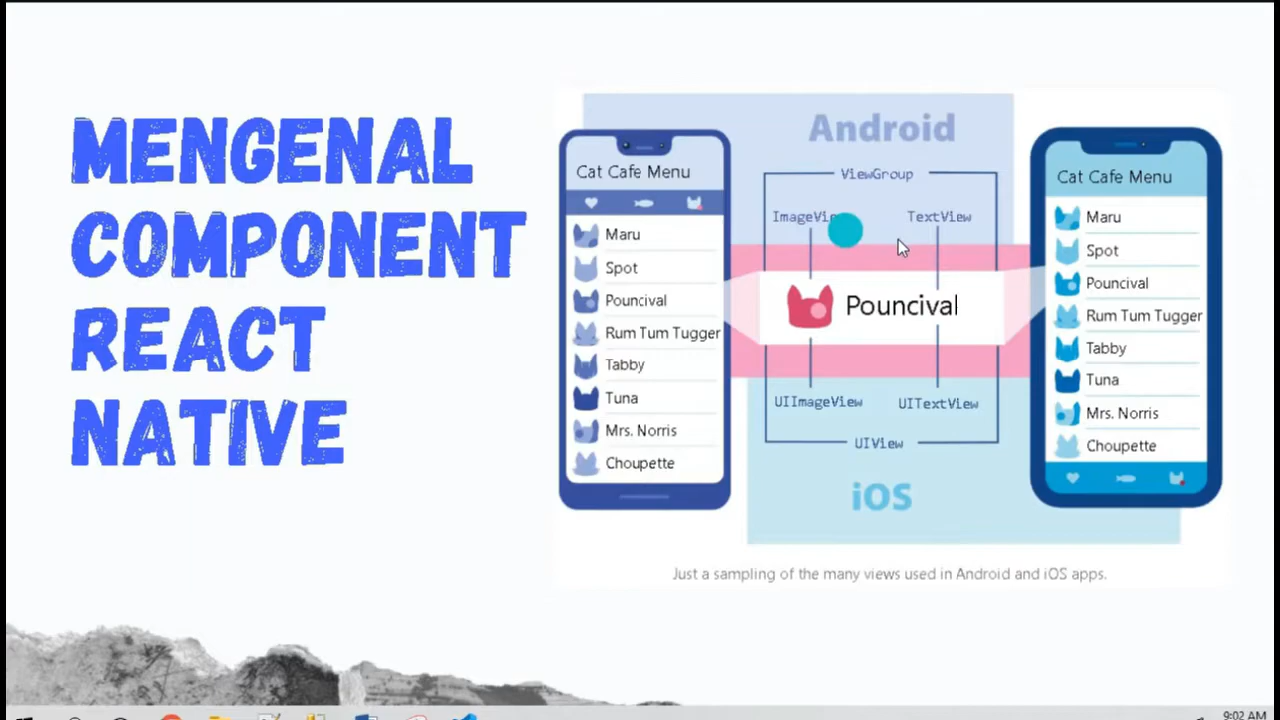 MENGENAL
COMPONENT
REACT
NATIVE
Cat Cafe Menu
Maru
Spot
Pouncival
Rum Tum Tugger
Tabby
Tuna
Mrs. Norris
Choupette
Android
ViewGroup
TextView
Pouncival
UIImageView
UITextView
UIView
iOS
Cat Cafe Menu
Maru
Spot
Pouncival
Rum Tum Tugger
Tabby
Tuna
Mrs. Norris
Choupette
Just a sampling of the many views used in Android and iOS apps.
9:02 AM